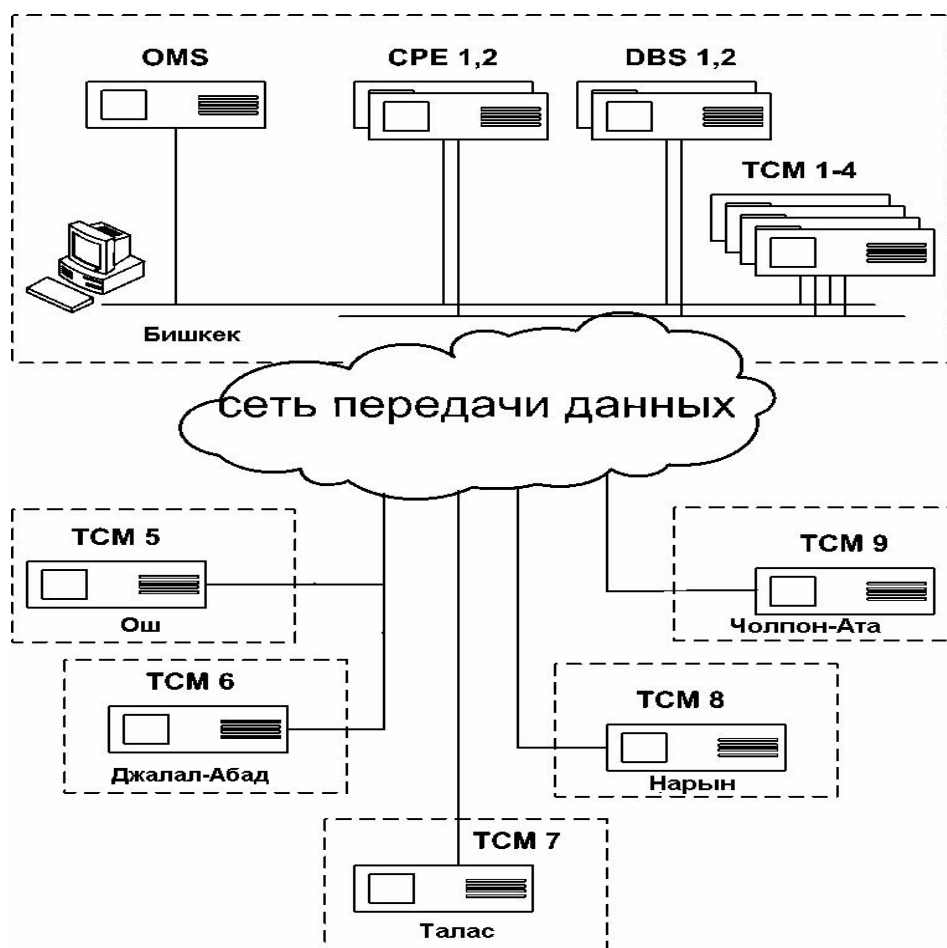 OMS
CPE 1,2
DBS 1,2
TCM 1-4
Бишкек
сеть передачи данных
TCM 5
Ош
TCM 9
Чолпон-Ата
TCM 6
Джалал-Абад
TCM 8
Нарын
TCM 7
Талас